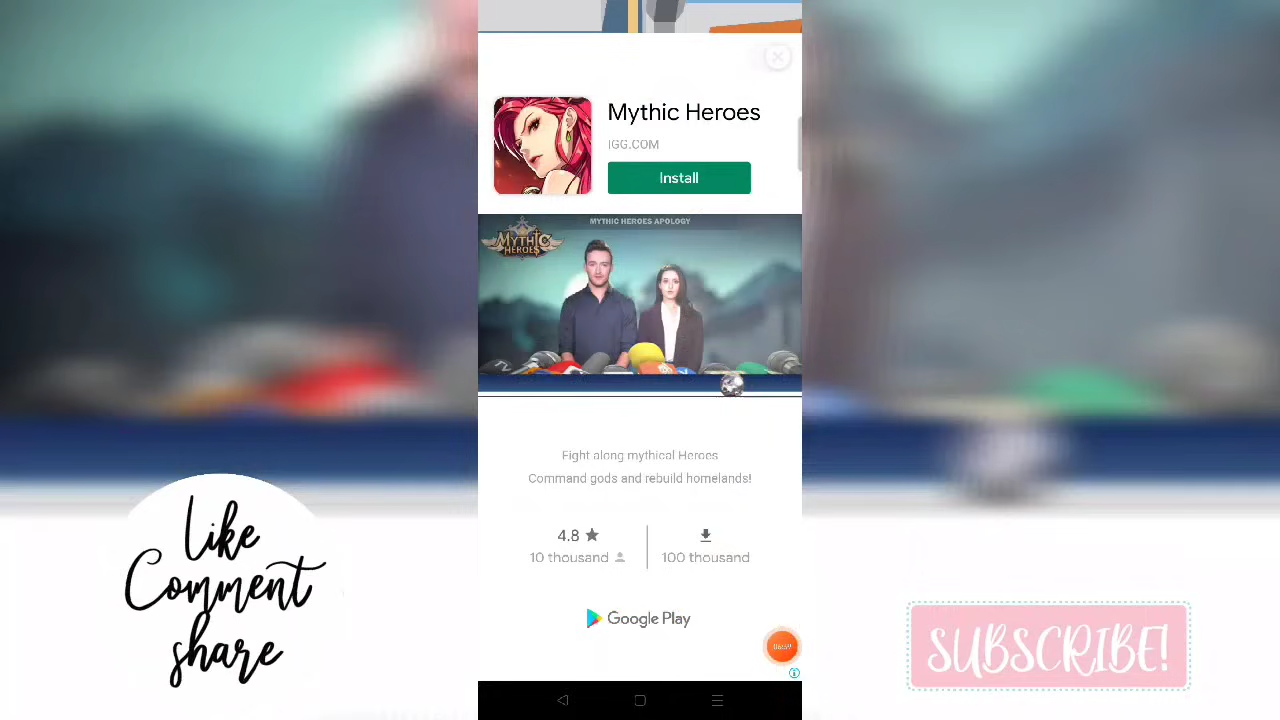 Mythic Heroes
IGG.COM
Install
MYTHIC HEROES APOLOGY
MYTHIC
HEROES
TV
Fight along mythical Heroes
Command gods and rebuild homelands!
4.8
10 thousand
100 thousand
Google Play
like
Comment
share
SUBSCRIBE!